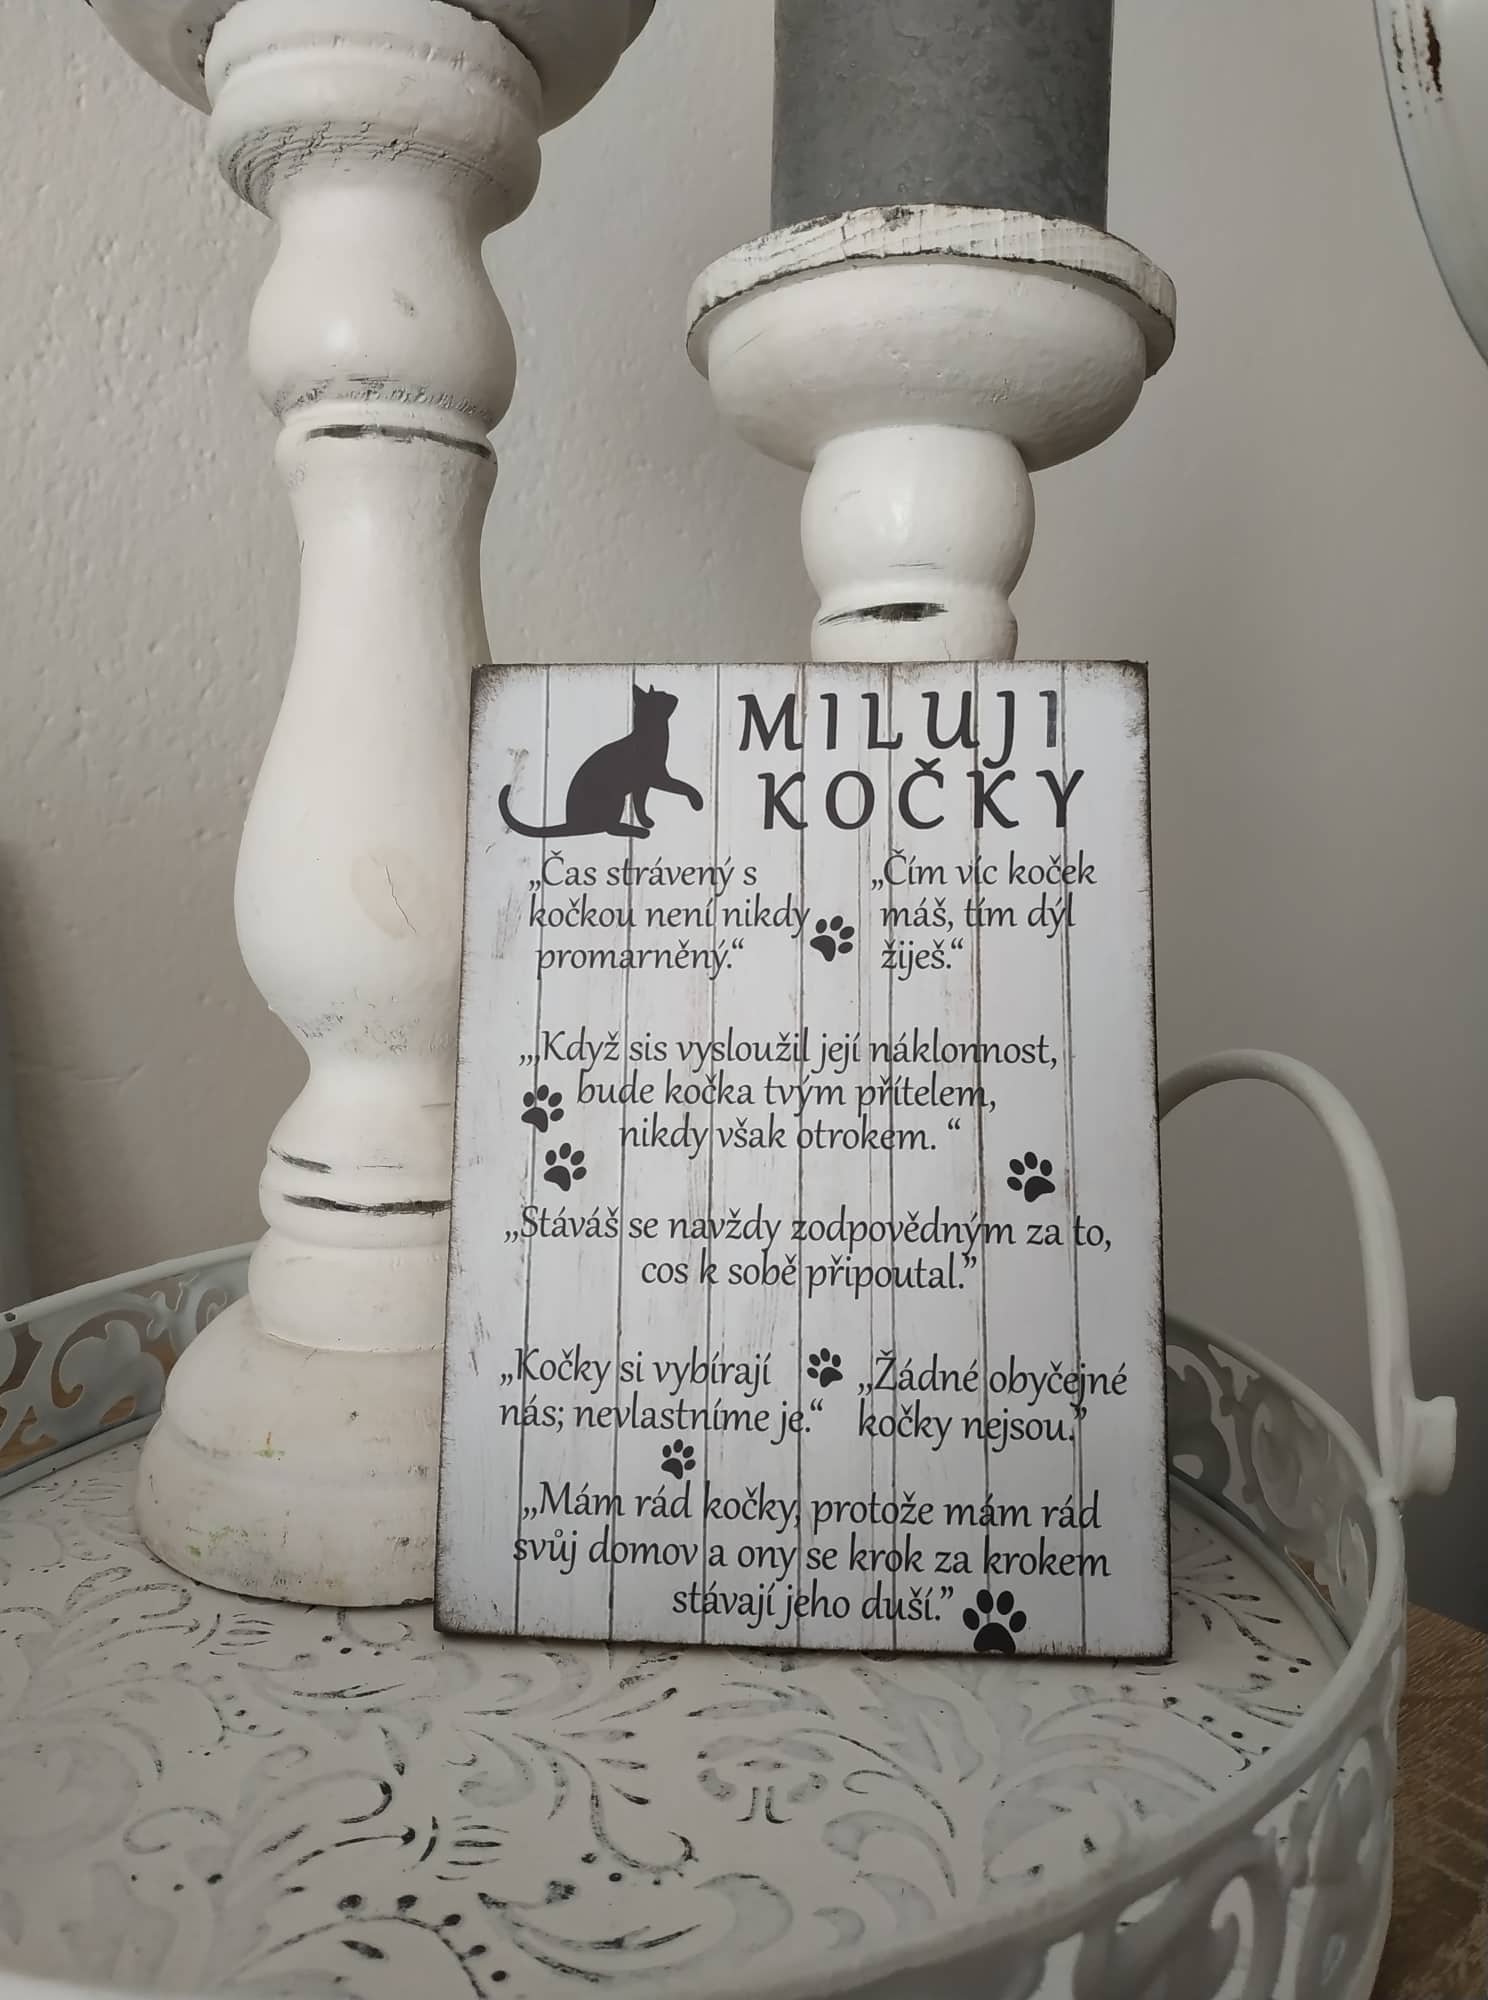 MILUJI
KOČKY
„Čas strávený s
kočkou není nikdy
promarněný.“
„Čím víc koček
máš, tím dýl
žiješ.“
„,Když sis vysloužil její náklonnost,
bude kočka tvým přítelem,
nikdy však otrokem. “
„Stáváš se navždy zodpovědným za to,
cos k sobě připoutal.”
„Kočky si vybírají
nás; nevlastníme je.“
„Žádné obyčejné
kočky nejsou.”
„Mám rád kočky, protože mám rád
svůj domov a ony se krok za krokem
stávají jeho duší.”